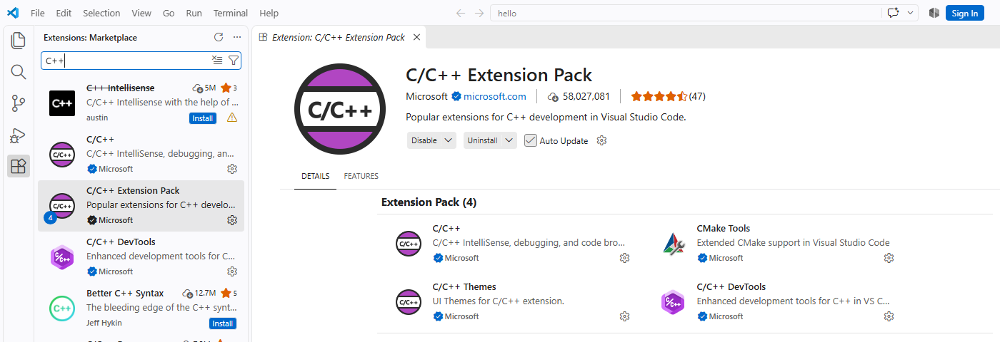 File Edit Selection View Go Run Terminal Help hello Sign In
Extensions: Marketplace
C++
C++ Intellisense 5M 3
C/C++ Intellisense with the help of ...
austin Install
C/C++
C/C++ IntelliSense, debugging, an...
Microsoft
C/C++ Extension Pack
Popular extensions for C++ develo...
4 Microsoft
C/C++ DevTools
Enhanced development tools for C...
Microsoft
Better C++ Syntax 12.7M 5
The bleeding edge of the C++ synt...
Jeff Hykin Install
Extension: C/C++ Extension Pack
C/C++
C/C++ Extension Pack
Microsoft microsoft.com 58,027,081 (47)
Popular extensions for C++ development in Visual Studio Code.
Disable Uninstall Auto Update
DETAILS FEATURES
Extension Pack (4)
C/C++
C/C++ IntelliSense, debugging, and code bro...
Microsoft
CMake Tools
Extended CMake support in Visual Studio Code
Microsoft
C/C++ Themes
UI Themes for C/C++ extension.
Microsoft
C/C++ DevTools
Enhanced development tools for C++ in VS C...
Microsoft